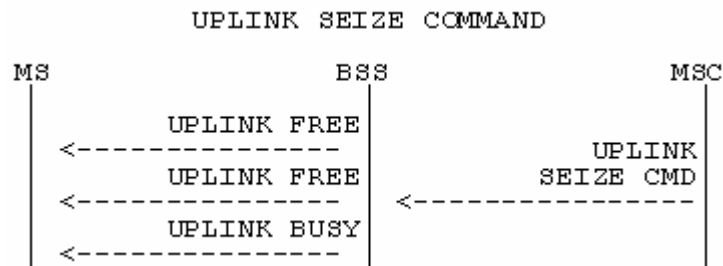 UPLINK SEIZE COMMAND
MS BSS MSC
UPLINK FREE
UPLINK
UPLINK FREE SEIZE CMD
UPLINK BUSY